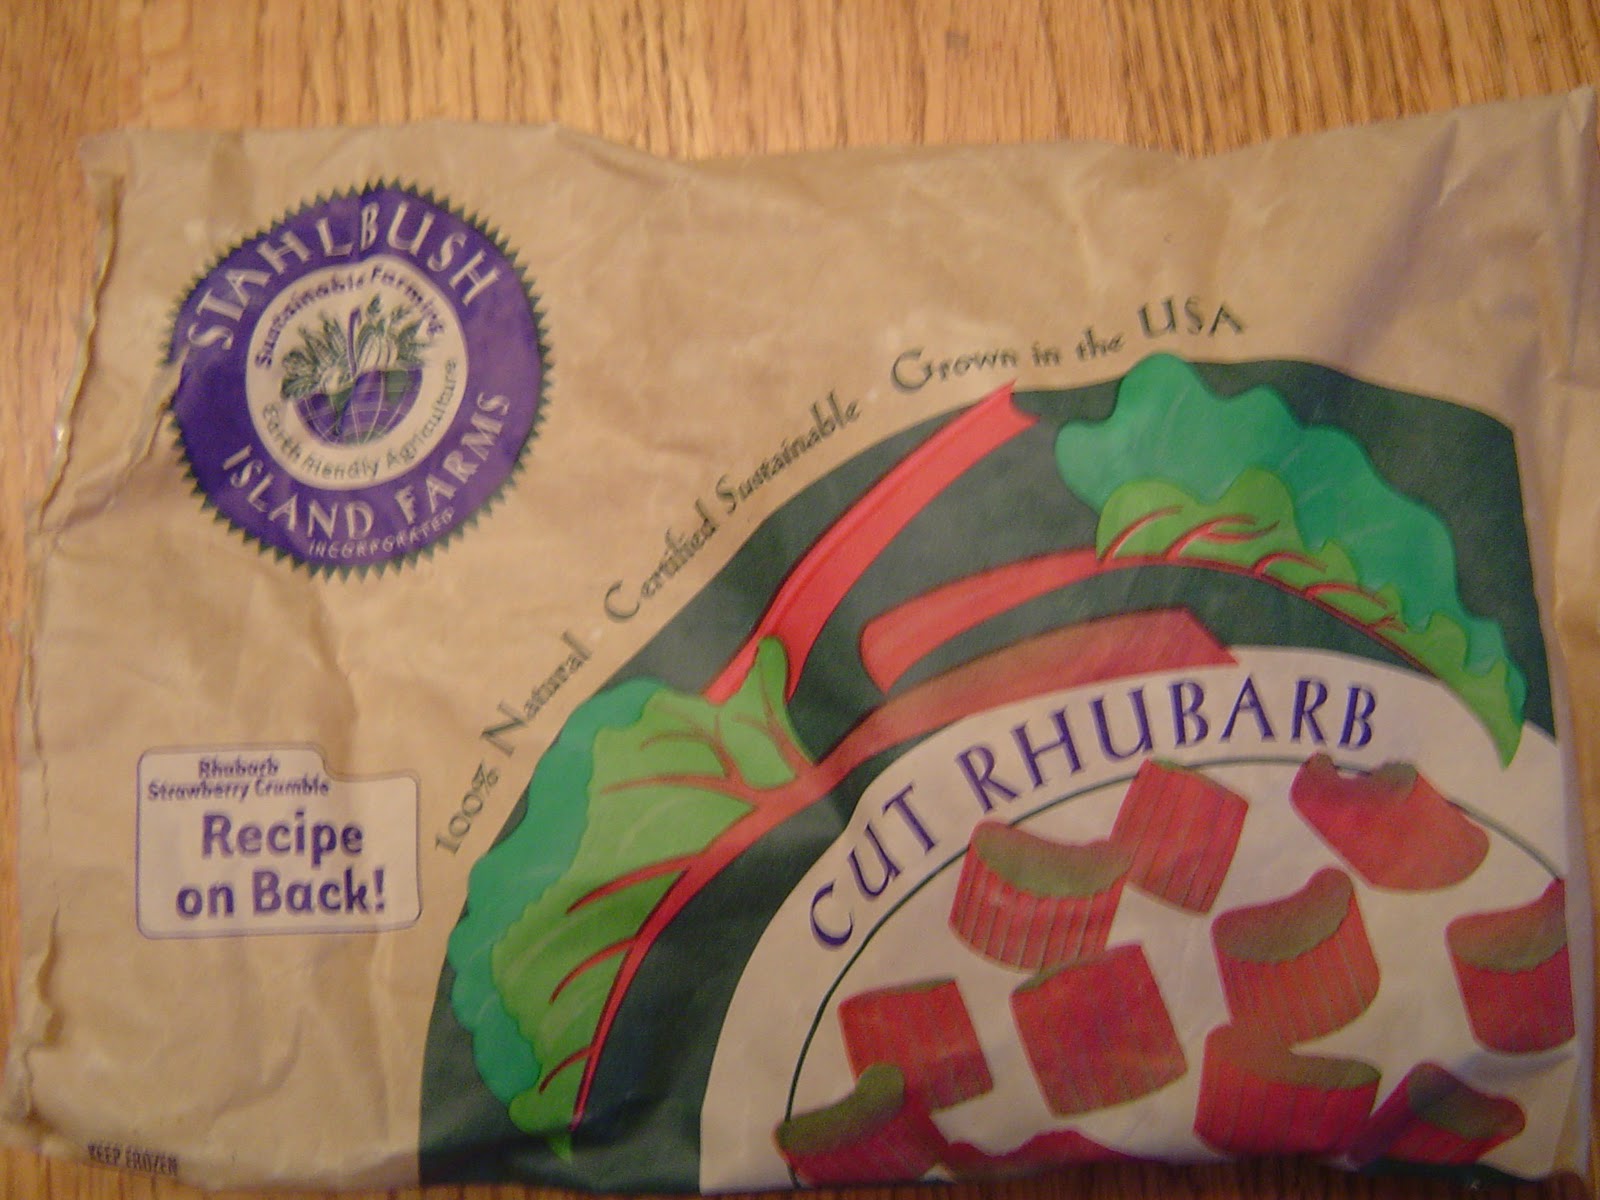 STAHLBUSH
Sustainable Farming
Earth Friendly Agriculture
ISLAND FARMS
INCORPORATED
100% Natural Certified Sustainable Grown in the USA
CUT RHUBARB
Rhubarb
Strawberry Crumble
Recipe
on Back!
KEEP FROZEN